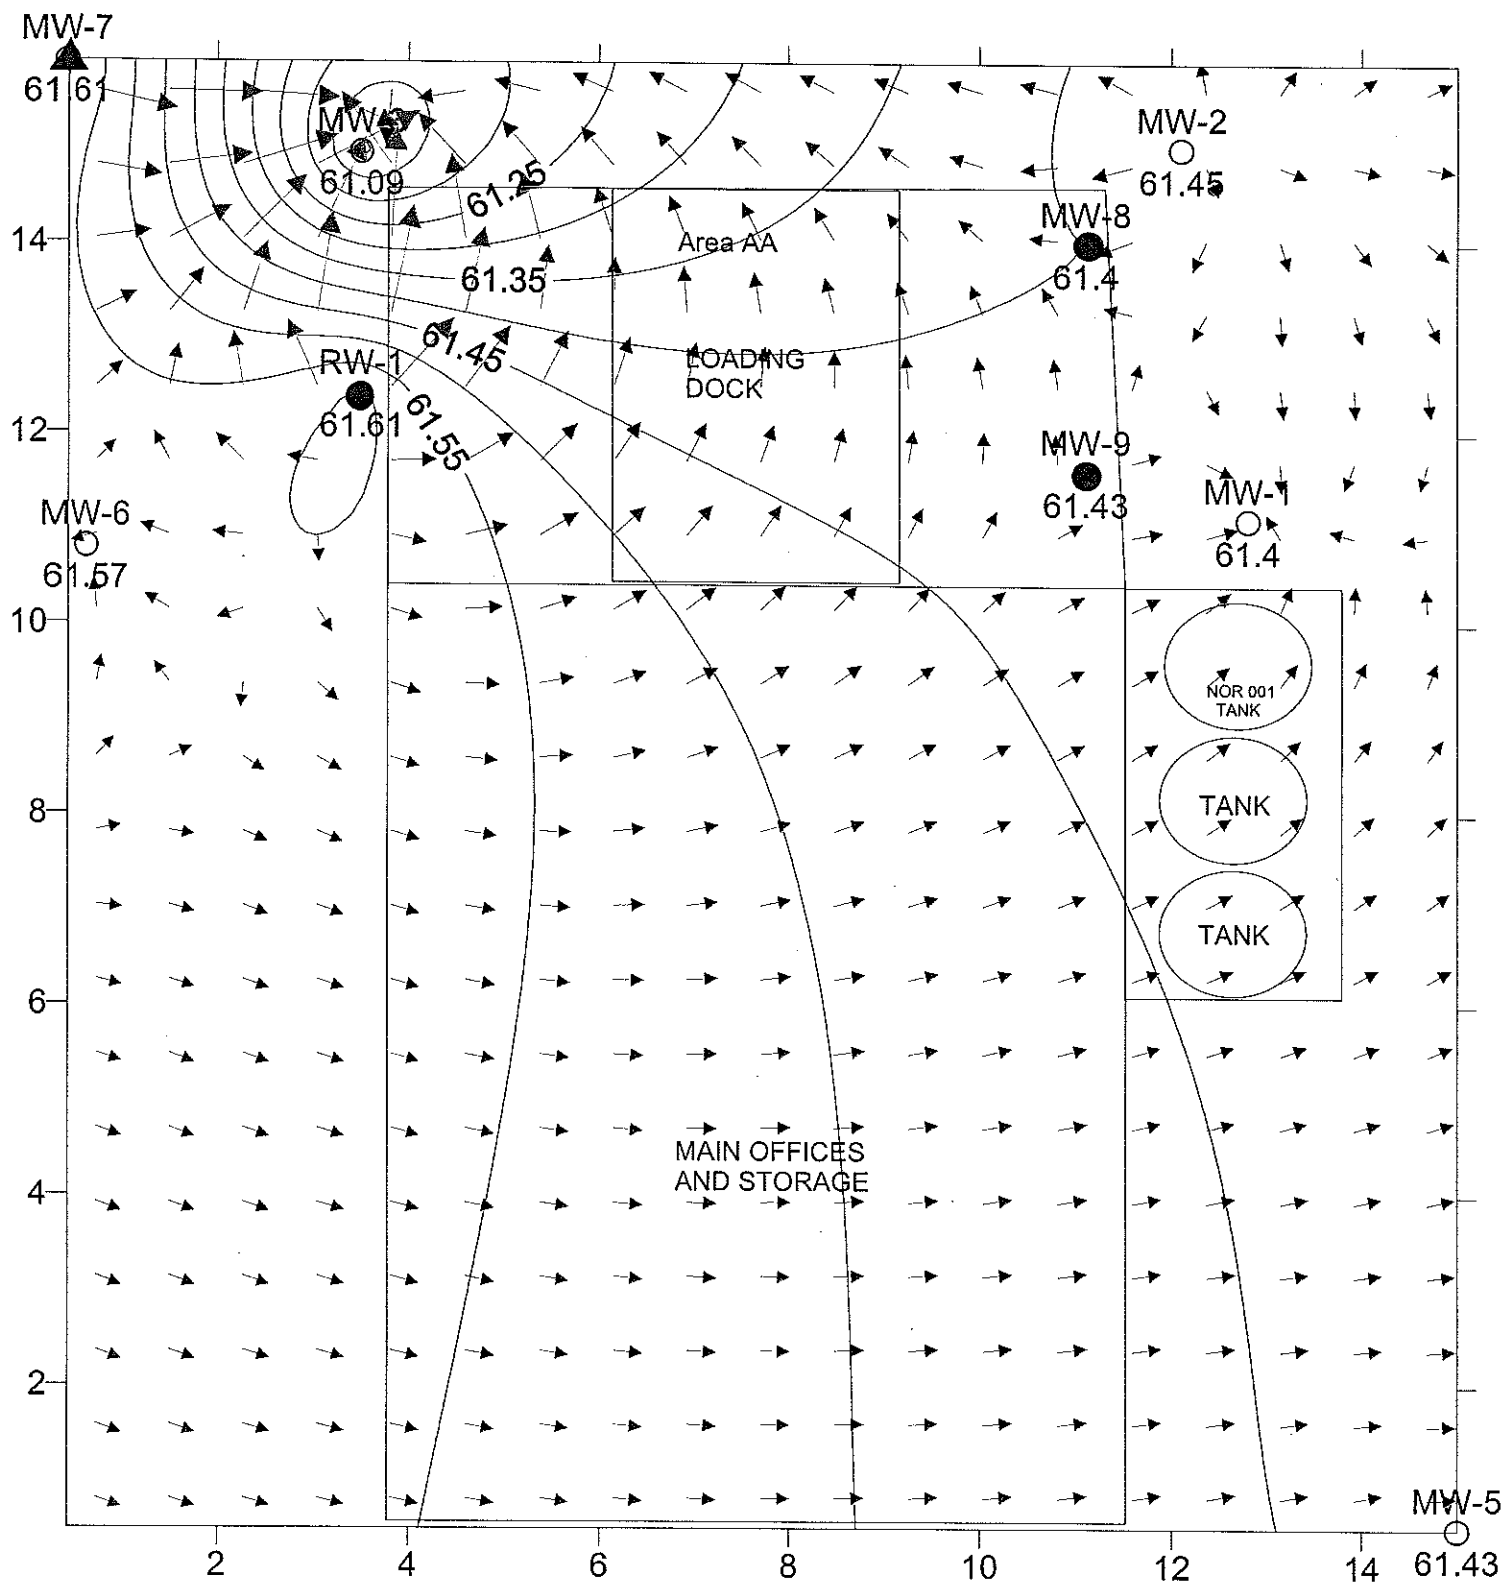 MW-7
61.61
MW-3
61.09
61.25
MW-2
61.45
MW-8
61.4
14
Area AA
61.35
61.45
LOADING
DOCK
RW-1
61.61
61.55
12
MW-9
61.43
MW-1
61.4
MW-6
61.57
10
NOR 001
TANK
8
TANK
TANK
6
MAIN OFFICES
AND STORAGE
4
2
MW-5
61.43
2
4
6
8
10
12
14